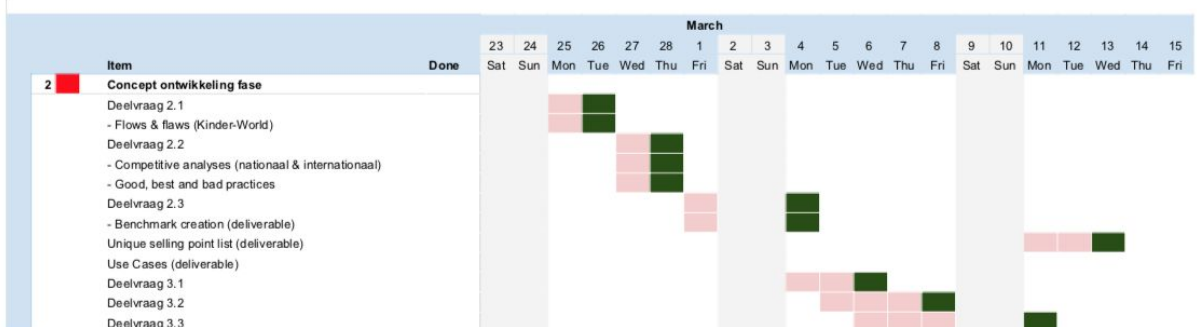 March
23 24 25 26 27 28 1 2 3 4 5 6 7 8 9 10 11 12 13 14 15
Item Done Sat Sun Mon Tue Wed Thu Fri Sat Sun Mon Tue Wed Thu Fri Sat Sun Mon Tue Wed Thu Fri
2 Concept ontwikkeling fase
Deelvraag 2.1
- Flows & flaws (Kinder-World)
Deelvraag 2.2
- Competitive analyses (nationaal & internationaal)
- Good, best and bad practices
Deelvraag 2.3
- Benchmark creation (deliverable)
Unique selling point list (deliverable)
Use Cases (deliverable)
Deelvraag 3.1
Deelvraag 3.2
Deelvraag 3.3